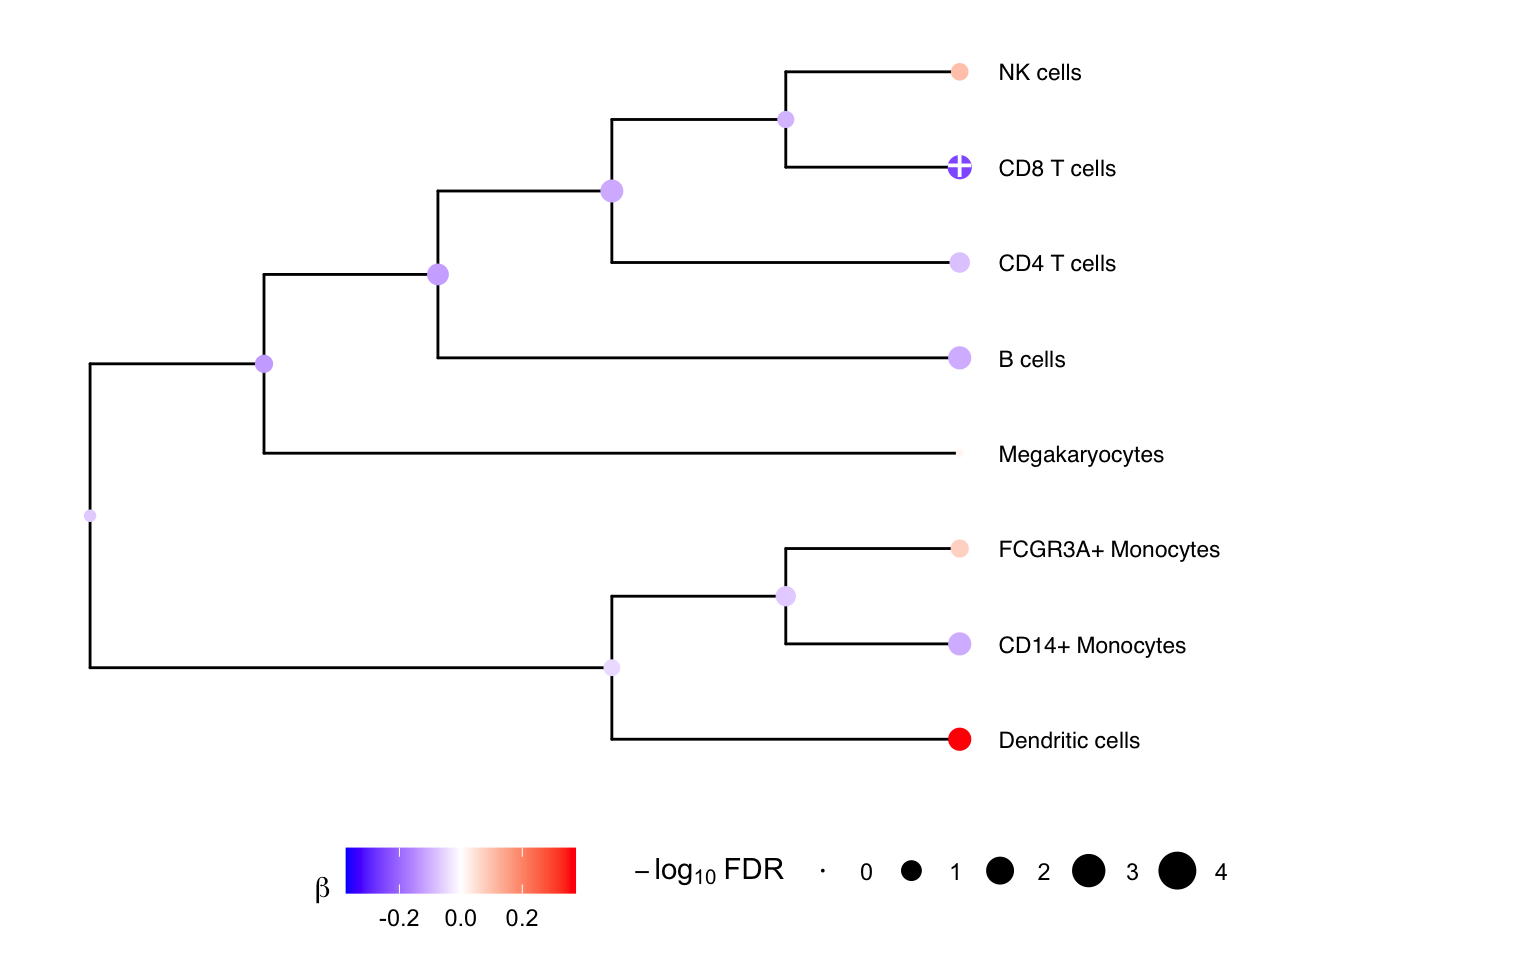 NK cells
CD8 T cells
CD4 T cells
B cells
Megakaryocytes
FCGR3A+ Monocytes
CD14+ Monocytes
Dendritic cells
β
-0.2 0.0 0.2
−log₁₀ FDR 0 1 2 3 4